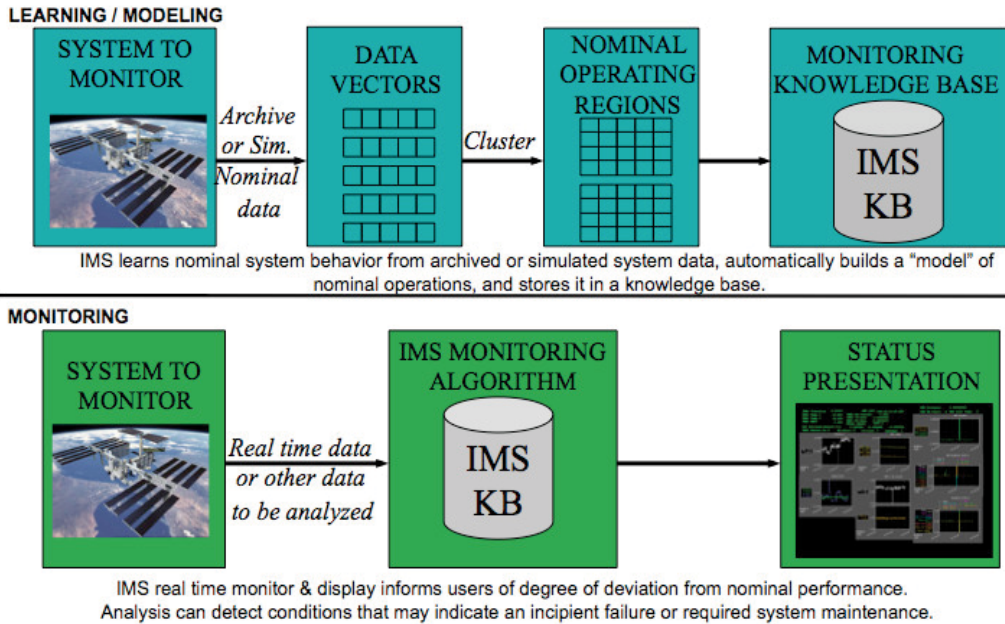 LEARNING / MODELING
SYSTEM TO
MONITOR
Archive
or Sim.
Nominal
data
DATA
VECTORS
Cluster
NOMINAL
OPERATING
REGIONS
MONITORING
KNOWLEDGE BASE
IMS
KB
IMS learns nominal system behavior from archived or simulated system data, automatically builds a “model” of
nominal operations, and stores it in a knowledge base.
MONITORING
SYSTEM TO
MONITOR
Real time data
or other data
to be analyzed
IMS MONITORING
ALGORITHM
IMS
KB
STATUS
PRESENTATION
IMS real time monitor & display informs users of degree of deviation from nominal performance.
Analysis can detect conditions that may indicate an incipient failure or required system maintenance.